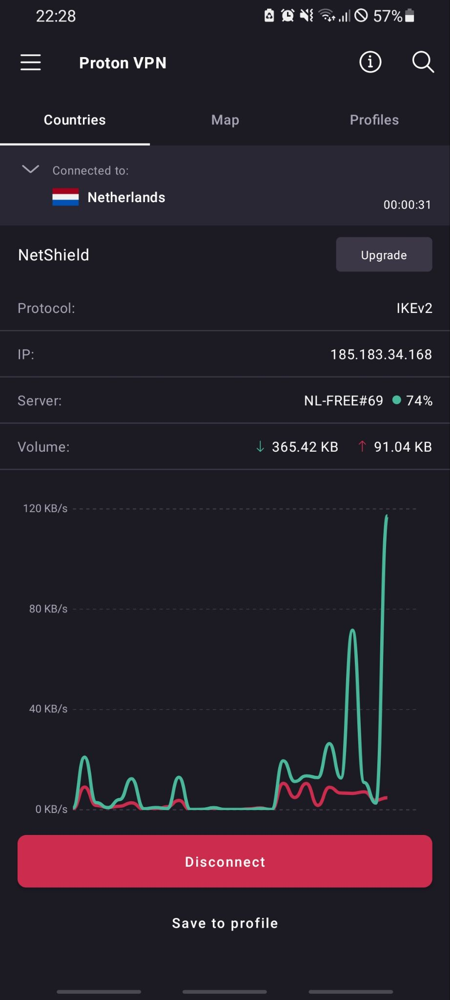 22:28 57%
Proton VPN
Countries Map Profiles
Connected to:
Netherlands
00:00:31
NetShield Upgrade
Protocol: IKEv2
IP: 185.183.34.168
Server: NL-FREE#69 74%
Volume: ↓ 365.42 KB ↑ 91.04 KB
120 KB/s
80 KB/s
40 KB/s
0 KB/s
Disconnect
Save to profile